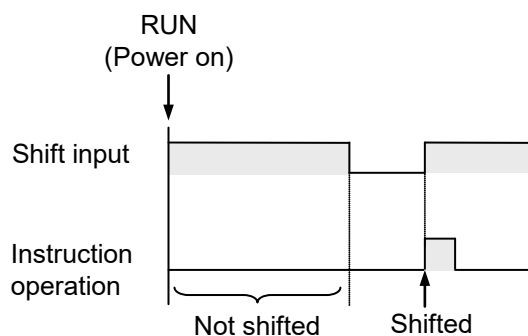 RUN
(Power on)
Shift input
Instruction
operation
Not shifted
Shifted